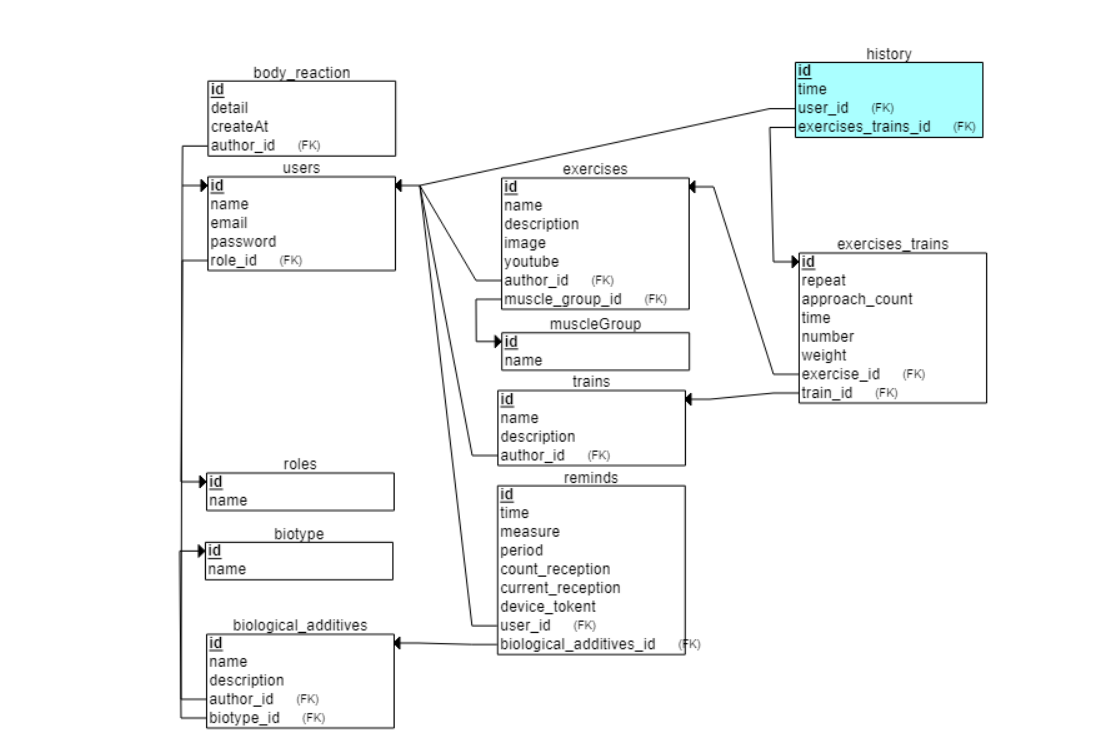 body_reaction
id
detail
createAt
author_id (FK)
users
id
name
email
password
role_id (FK)
roles
id
name
biotype
id
name
biological_additives
id
name
description
author_id (FK)
biotype_id (FK)
exercises
id
name
description
image
youtube
author_id (FK)
muscle_group_id (FK)
muscleGroup
id
name
trains
id
name
description
author_id (FK)
reminds
id
time
measure
period
count_reception
current_reception
device_tokent
user_id (FK)
biological_additives_id (FK)
history
id
time
user_id (FK)
exercises_trains_id (FK)
exercises_trains
id
repeat
approach_count
time
number
weight
exercise_id (FK)
train_id (FK)